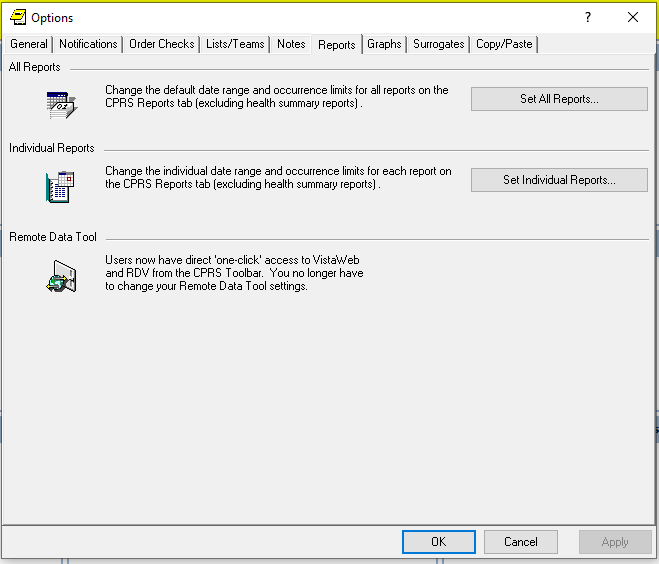 Options
General Notifications Order Checks Lists/Teams Notes Reports Graphs Surrogates Copy/Paste
All Reports
Change the default date range and occurrence limits for all reports on the
CPRS Reports tab (excluding health summary reports) .
Set All Reports...
Individual Reports
Change the individual date range and occurrence limits for each report on
the CPRS Reports tab (excluding health summary reports) .
Set Individual Reports...
Remote Data Tool
Users now have direct 'one-click' access to VistaWeb
and RDV from the CPRS Toolbar. You no longer have
to change your Remote Data Tool settings.
OK Cancel Apply